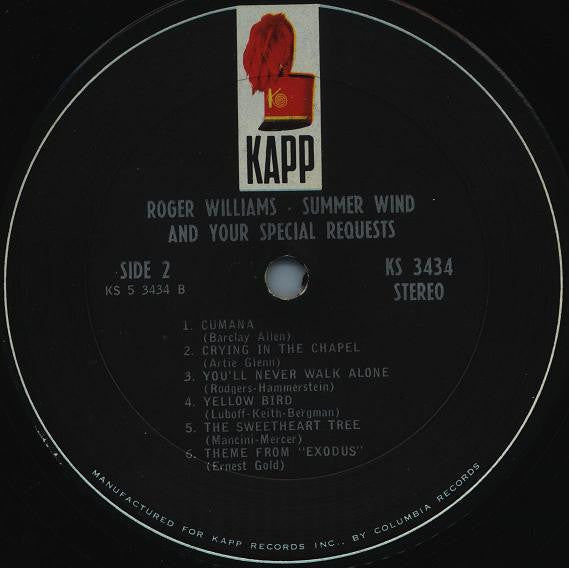 KAPP
ROGER WILLIAMS · SUMMER WIND
AND YOUR SPECIAL REQUESTS
SIDE 2
KS 5 3434 B
KS 3434
STEREO
1. CUMANA
(Barclay Allen)
2. CRYING IN THE CHAPEL
(Artie Glenn)
3. YOU'LL NEVER WALK ALONE
(Rodgers-Hammerstein)
4. YELLOW BIRD
(Luboff-Keith-Bergman)
5. THE SWEETHEART TREE
(Mancini-Mercer)
6. THEME FROM "EXODUS"
(Ernest Gold)
MANUFACTURED FOR KAPP RECORDS INC., BY COLUMBIA RECORDS